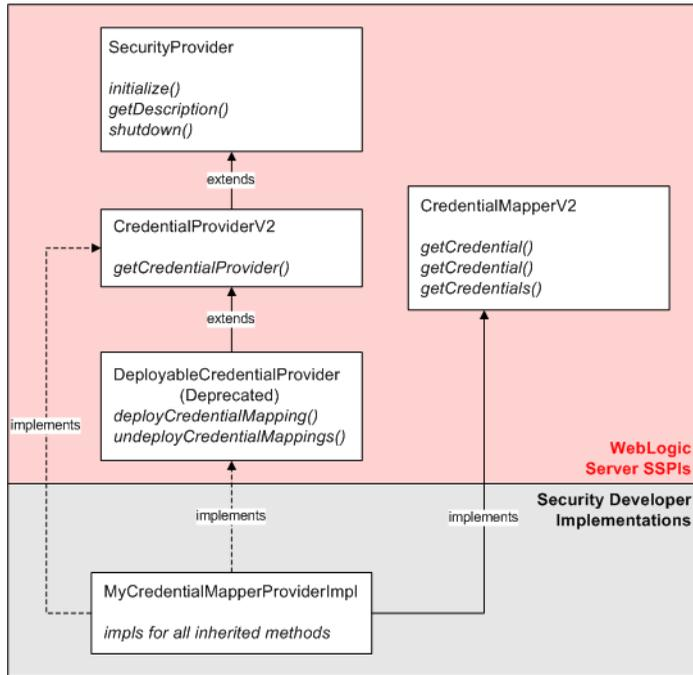 SecurityProvider
initialize()
getDescription()
shutdown()
extends
CredentialProviderV2
getCredentialProvider()
CredentialMapperV2
getCredential()
getCredential()
getCredentials()
extends
DeployableCredentialProvider
(Deprecated)
deployCredentialMapping()
undeployCredentialMappings()
implements
WebLogic
Server SSPIs
Security Developer
Implementations
implements
implements
MyCredentialMapperProviderImpl
impls for all inherited methods